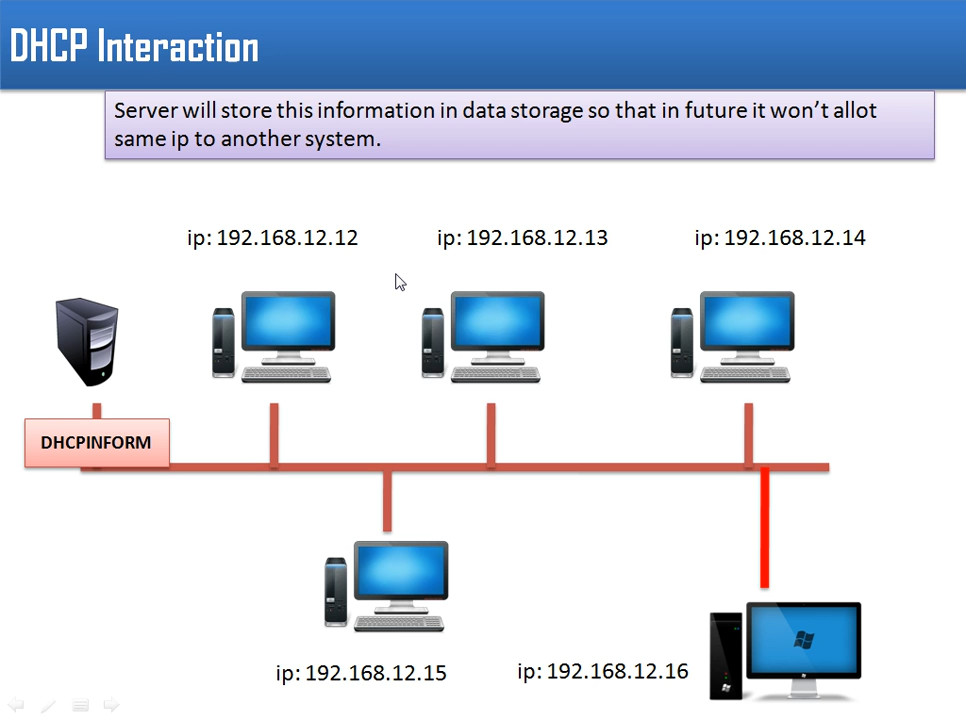 DHCP Interaction
Server will store this information in data storage so that in future it won’t allot
same ip to another system.
ip: 192.168.12.12
ip: 192.168.12.13
ip: 192.168.12.14
DHCPINFORM
ip: 192.168.12.15
ip: 192.168.12.16